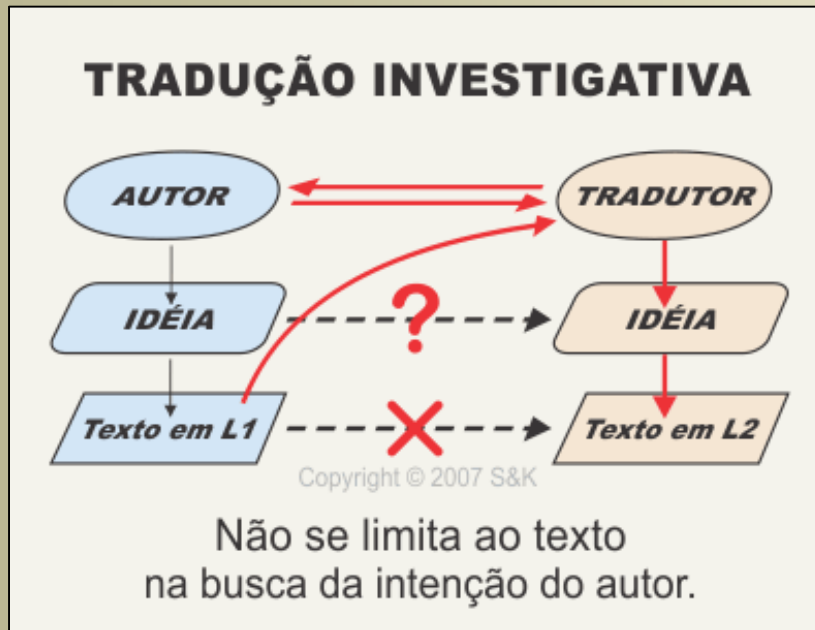 TRADUÇÃO INVESTIGATIVA
AUTOR
TRADUTOR
IDÉIA
?
IDÉIA
Texto em L1
Texto em L2
Copyright © 2007 S&K
Não se limita ao texto
na busca da intenção do autor.